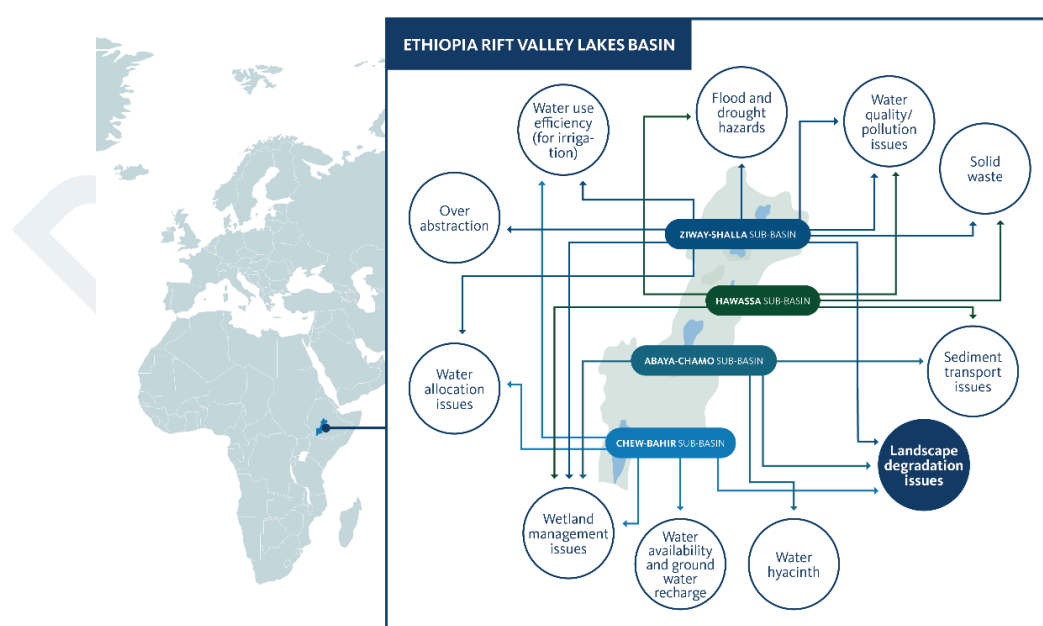 ETHIOPIA RIFT VALLEY LAKES BASIN
Water use
efficiency
(for irriga-
tion)
Flood and
drought
hazards
Water
quality/
pollution
issues
Solid
waste
Over
abstraction
ZIWAY-SHALLA SUB-BASIN
HAWASSA SUB-BASIN
ABAYA-CHAMO SUB-BASIN
Sediment
transport
issues
Water
allocation
issues
CHEW-BAHIR SUB-BASIN
Landscape
degradation
issues
Wetland
management
issues
Water
availability
and ground
water
recharge
Water
hyacinth